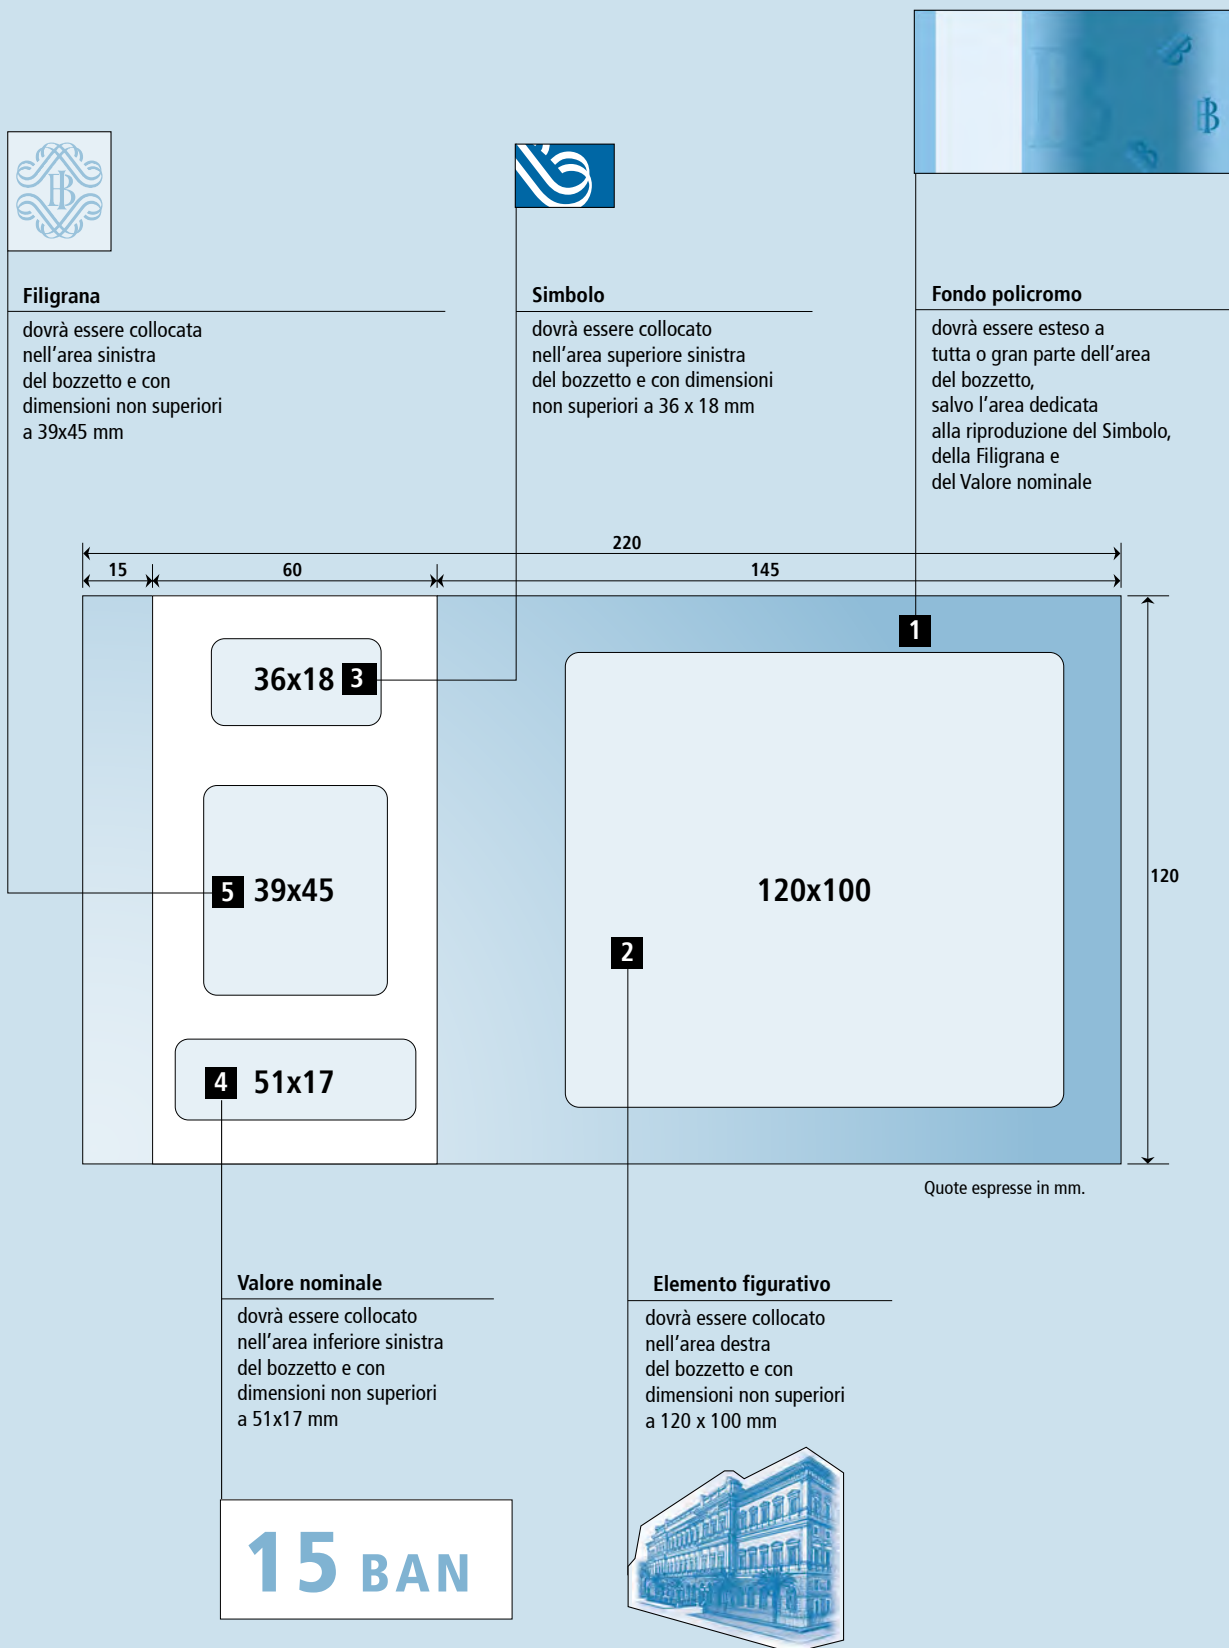 Filigrana
dovrà essere collocata
nell'area sinistra
del bozzetto e con
dimensioni non superiori
a 39x45 mm
Simbolo
dovrà essere collocato
nell'area superiore sinistra
del bozzetto e con dimensioni
non superiori a 36 x 18 mm
Fondo policromo
dovrà essere esteso a
tutta o gran parte dell'area
del bozzetto,
salvo l'area dedicata
alla riproduzione del Simbolo,
della Filigrana e
del Valore nominale
220
15 60 145
1
36x18 3
5 39x45
120x100
120
2
4 51x17
Quote espresse in mm.
Valore nominale
dovrà essere collocato
nell'area inferiore sinistra
del bozzetto e con
dimensioni non superiori
a 51x17 mm
Elemento figurativo
dovrà essere collocato
nell'area destra
del bozzetto e con
dimensioni non superiori
a 120 x 100 mm
15 BAN